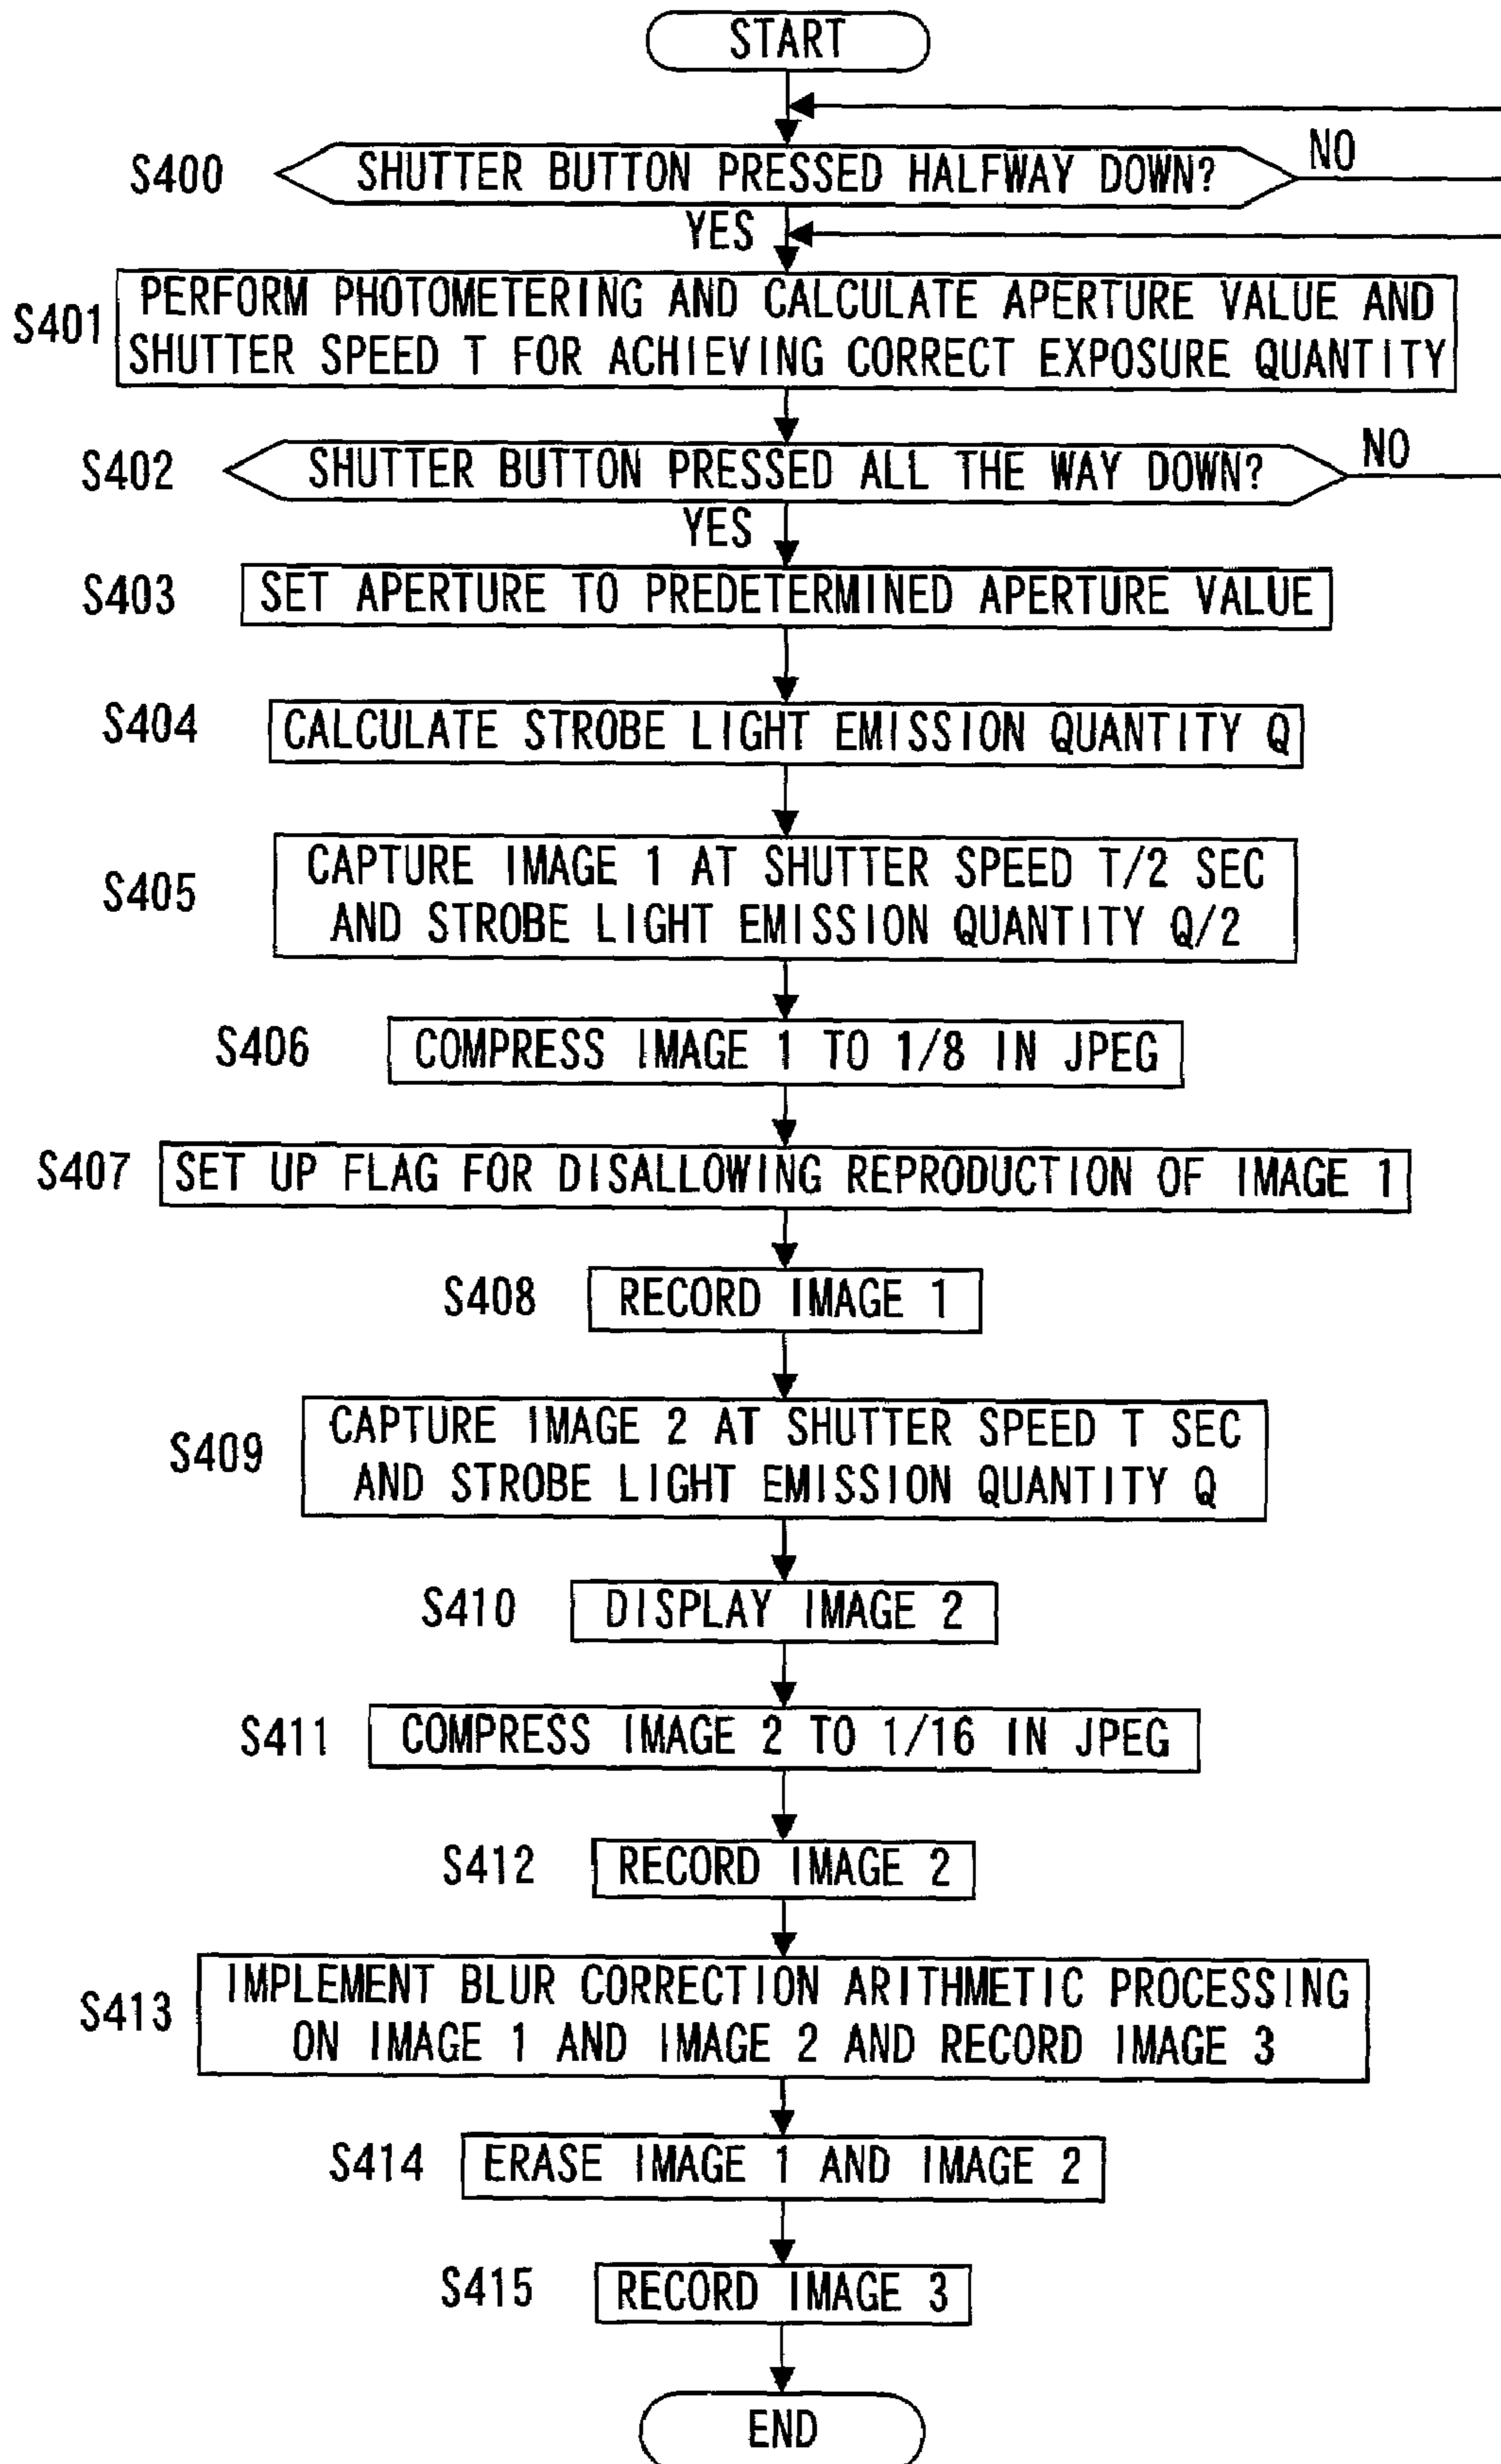 START
S400
SHUTTER BUTTON PRESSED HALFWAY DOWN?
NO
YES
S401
PERFORM PHOTOMETERING AND CALCULATE APERTURE VALUE AND
SHUTTER SPEED T FOR ACHIEVING CORRECT EXPOSURE QUANTITY
S402
SHUTTER BUTTON PRESSED ALL THE WAY DOWN?
NO
YES
S403
SET APERTURE TO PREDETERMINED APERTURE VALUE
S404
CALCULATE STROBE LIGHT EMISSION QUANTITY Q
S405
CAPTURE IMAGE 1 AT SHUTTER SPEED T/2 SEC
AND STROBE LIGHT EMISSION QUANTITY Q/2
S406
COMPRESS IMAGE 1 TO 1/8 IN JPEG
S407
SET UP FLAG FOR DISALLOWING REPRODUCTION OF IMAGE 1
S408
RECORD IMAGE 1
S409
CAPTURE IMAGE 2 AT SHUTTER SPEED T SEC
AND STROBE LIGHT EMISSION QUANTITY Q
S410
DISPLAY IMAGE 2
S411
COMPRESS IMAGE 2 TO 1/16 IN JPEG
S412
RECORD IMAGE 2
S413
IMPLEMENT BLUR CORRECTION ARITHMETIC PROCESSING
ON IMAGE 1 AND IMAGE 2 AND RECORD IMAGE 3
S414
ERASE IMAGE 1 AND IMAGE 2
S415
RECORD IMAGE 3
END